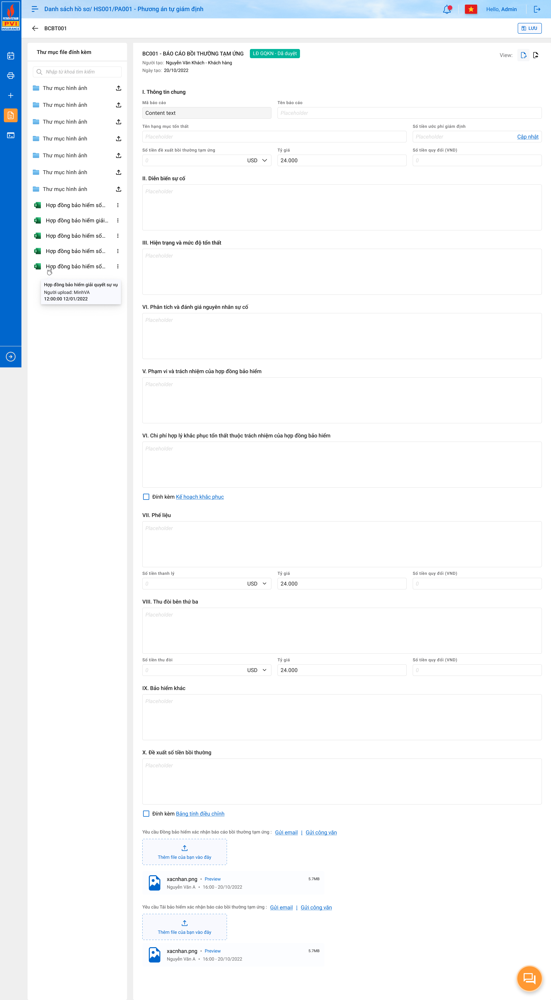 PETROVIETNAM
PVI
INSURANCE
Danh sách hồ sơ/ HS001/PA001 - Phương án tự giám định
Hello, Admin
BCBT001
LƯU
Thư mục file đính kèm
Nhập từ khoá tìm kiếm
Thư mục hình ảnh
Thư mục hình ảnh
Thư mục hình ảnh
Thư mục hình ảnh
Thư mục hình ảnh
Thư mục hình ảnh
Thư mục hình ảnh
Hợp đồng bảo hiểm số...
Hợp đồng bảo hiểm giải...
Hợp đồng bảo hiểm số...
Hợp đồng bảo hiểm số...
Hợp đồng bảo hiểm số...
Hợp đồng bảo hiểm giải quyết sự vụ
Người upload: MinhVA
12:00:00 12/01/2022
BC001 - BÁO CÁO BỒI THƯỜNG TẠM ỨNG
LĐ GQKN - Dã duyệt
View:
Người tạo: Nguyễn Văn Khách - Khách hàng
Ngày tạo: 20/10/2022
I. Thông tin chung
Mã báo cáo
Tên báo cáo
Content text
Placeholder
Tên hạng mục tổn thất
Số tiền ước phí giám định
Placeholder
Placeholder
Cập nhật
Số tiền đề xuất bồi thường tạm ứng
Tỷ giá
Số tiền quy đổi (VND)
0
USD
24.000
0
II. Diễn biến sự cố
Placeholder
III. Hiện trạng và mức độ tổn thất
Placeholder
VI. Phân tích và đánh giá nguyên nhân sự cố
Placeholder
V. Phạm vi và trách nhiệm của hợp đồng bảo hiểm
Placeholder
VI. Chi phí hợp lý khắc phục tổn thất thuộc trách nhiệm của hợp đồng bảo hiểm
Placeholder
Đính kèm Kế hoạch khắc phục
VII. Phế liệu
Placeholder
Số tiền thanh lý
Tỷ giá
Số tiền quy đổi (VND)
0
USD
24.000
0
VIII. Thu đòi bên thứ ba
Placeholder
Số tiền thu đòi
Tỷ giá
Số tiền quy đổi (VND)
0
USD
24.000
0
IX. Bảo hiểm khác
Placeholder
X. Đề xuất số tiền bồi thường
Placeholder
Đính kèm Bảng tính điều chỉnh
Yêu cầu Đồng bảo hiểm xác nhận báo cáo bồi thường tạm ứng : Gửi email | Gửi công văn
Thêm file của bạn vào đây
xacnhan.png • Preview
5.7MB
Nguyễn Văn A • 16:00 - 20/10/2022
Yêu cầu Tái bảo hiểm xác nhận báo cáo bồi thường tạm ứng : Gửi email | Gửi công văn
Thêm file của bạn vào đây
xacnhan.png • Preview
5.7MB
Nguyễn Văn A • 16:00 - 20/10/2022